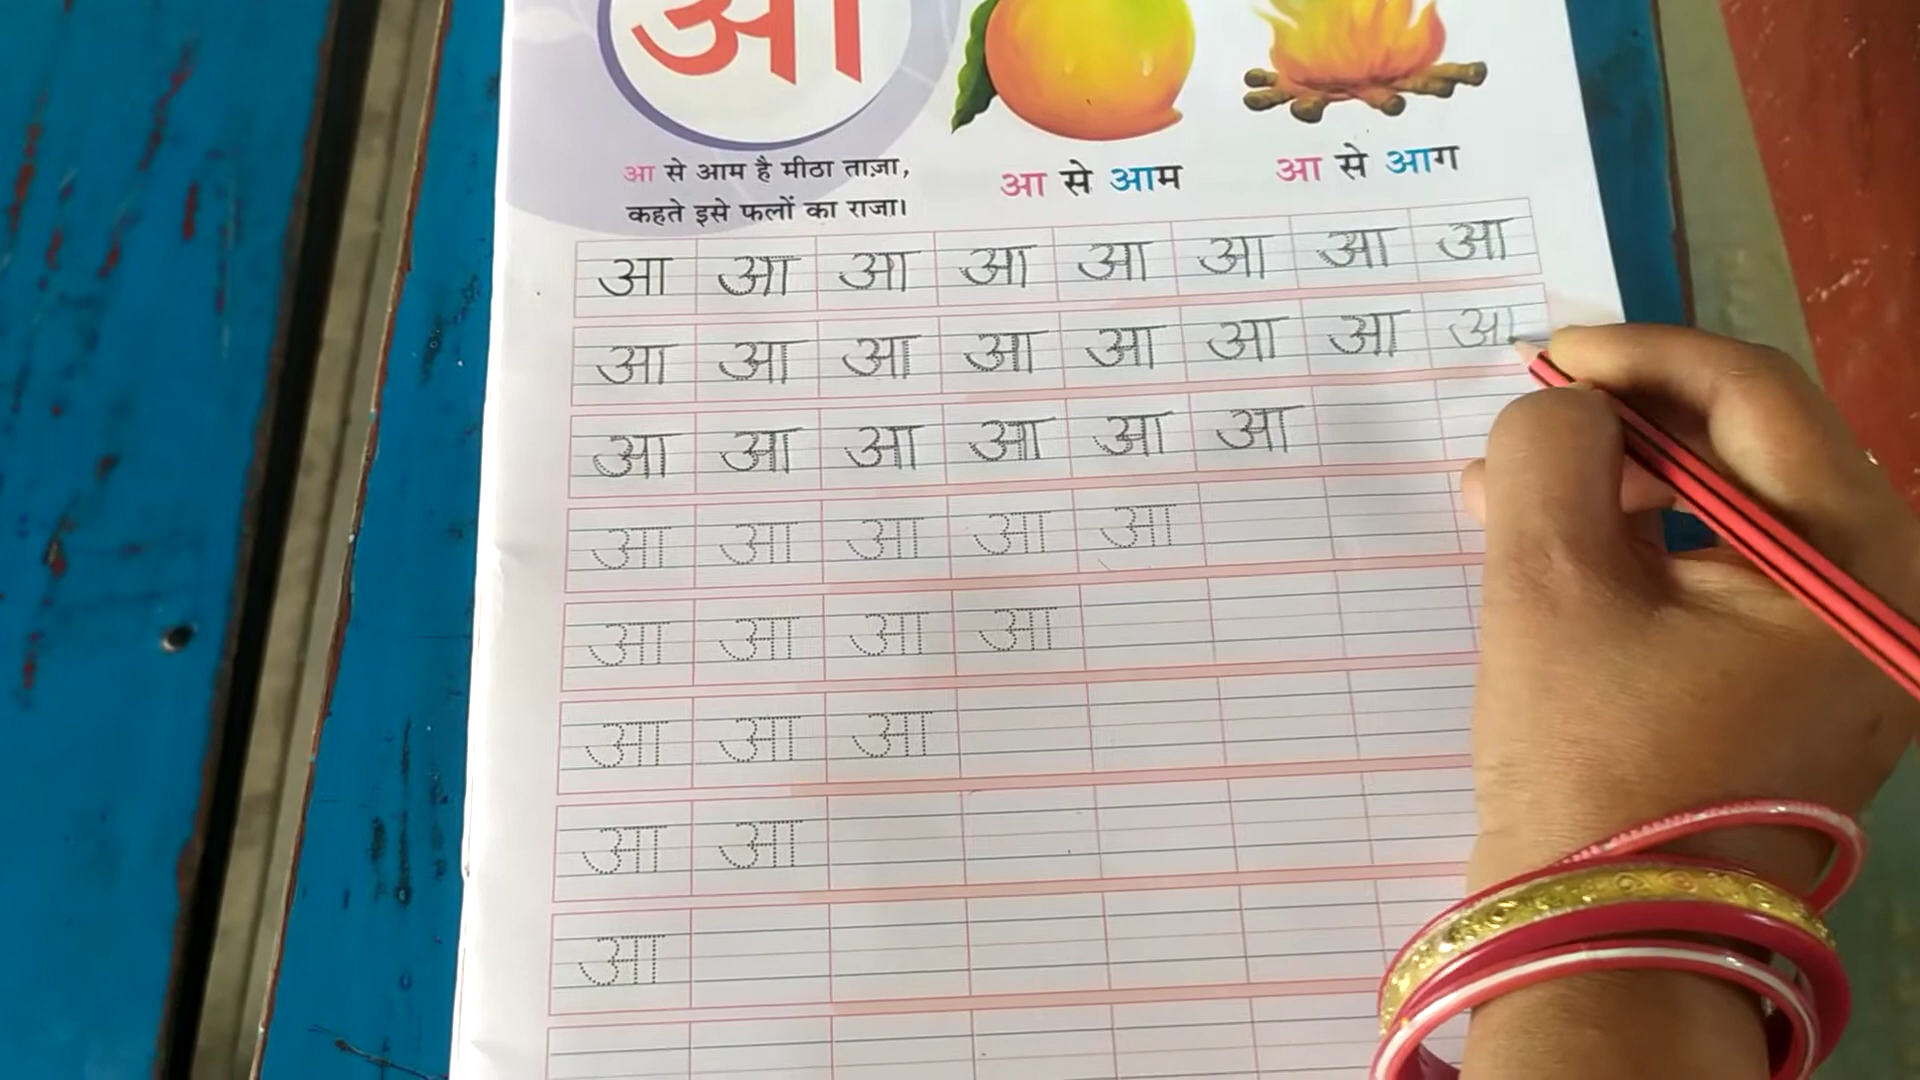 आ
आ से आम है मीठा ताज़ा,
कहते इसे फलों का राजा।
आ से आम
आ से आग
आ आ आ आ आ आ आ आ
आ आ आ आ आ आ आ आ
आ आ आ आ आ आ
आ आ आ आ आ
आ आ आ आ
आ आ आ
आ आ
आ